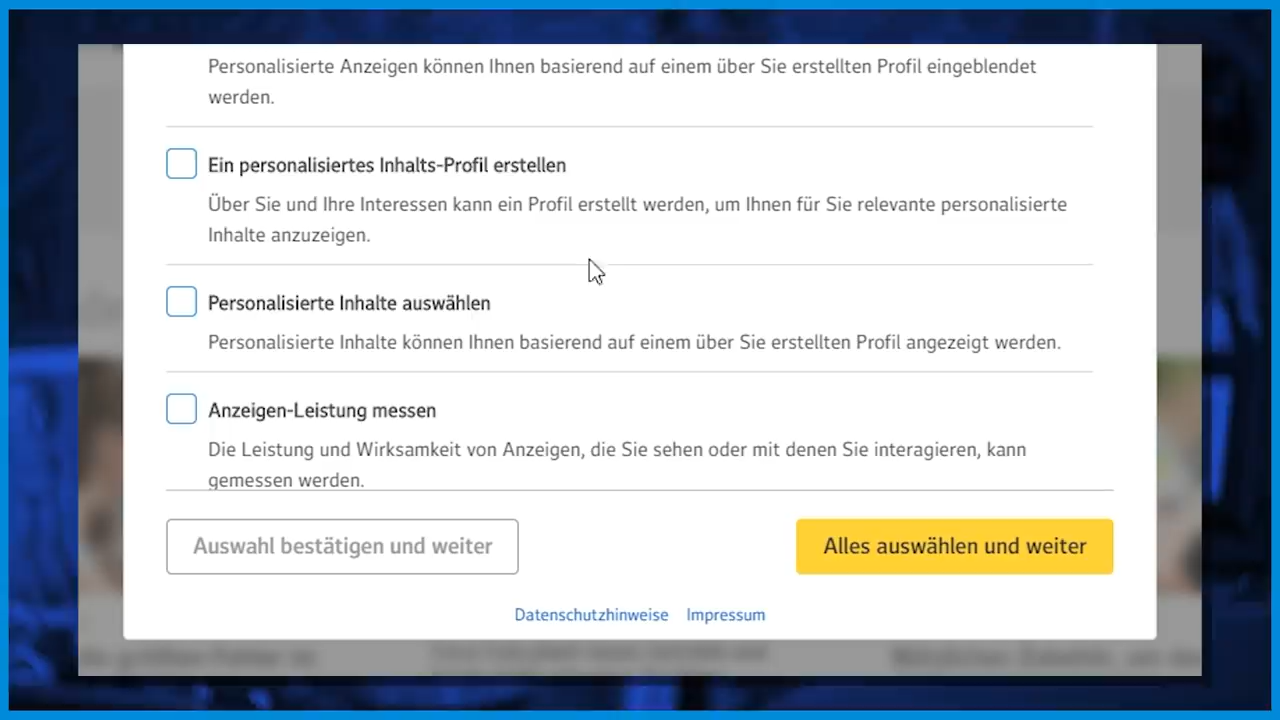 Personalisierte Anzeigen können Ihnen basierend auf einem über Sie erstellten Profil eingeblendet
werden.
Ein personalisiertes Inhalts-Profil erstellen
Über Sie und Ihre Interessen kann ein Profil erstellt werden, um Ihnen für Sie relevante personalisierte
Inhalte anzuzeigen.
Personalisierte Inhalte auswählen
Personalisierte Inhalte können Ihnen basierend auf einem über Sie erstellten Profil angezeigt werden.
Anzeigen-Leistung messen
Die Leistung und Wirksamkeit von Anzeigen, die Sie sehen oder mit denen Sie interagieren, kann
gemessen werden.
Auswahl bestätigen und weiter
Alles auswählen und weiter
Datenschutzhinweise Impressum